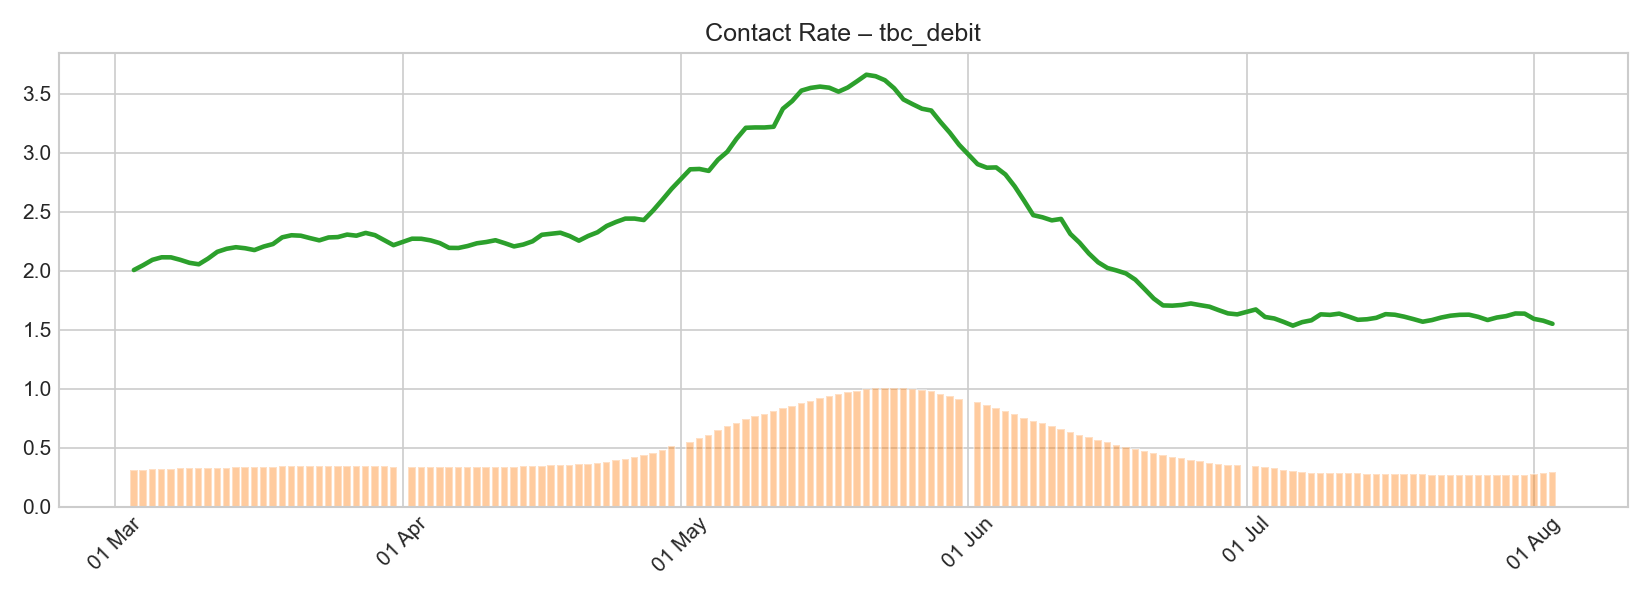 Contact Rate – tbc_debit
3.5
3.0
2.5
2.0
1.5
1.0
0.5
0.0
01 Mar
01 Apr
01 May
01 Jun
01 Jul
01 Aug